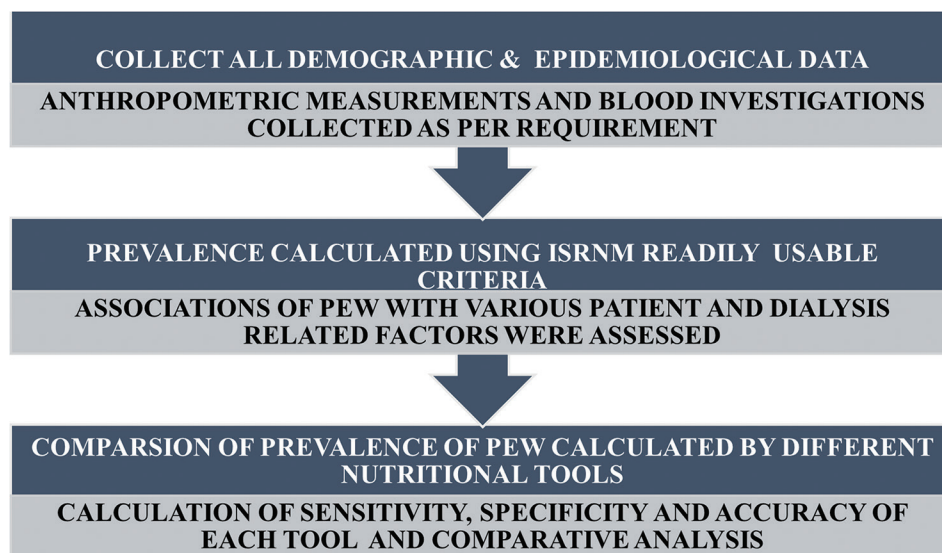 COLLECT ALL DEMOGRAPHIC & EPIDEMIOLOGICAL DATA
ANTHROPOMETRIC MEASUREMENTS AND BLOOD INVESTIGATIONS
COLLECTED AS PER REQUIREMENT
PREVALENCE CALCULATED USING ISRNM READILY USABLE
CRITERIA
ASSOCIATIONS OF PEW WITH VARIOUS PATIENT AND DIALYSIS
RELATED FACTORS WERE ASSESSED
COMPARSION OF PREVALENCE OF PEW CALCULATED BY DIFFERENT
NUTRITIONAL TOOLS
CALCULATION OF SENSITIVITY, SPECIFICITY AND ACCURACY OF
EACH TOOL AND COMPARATIVE ANALYSIS